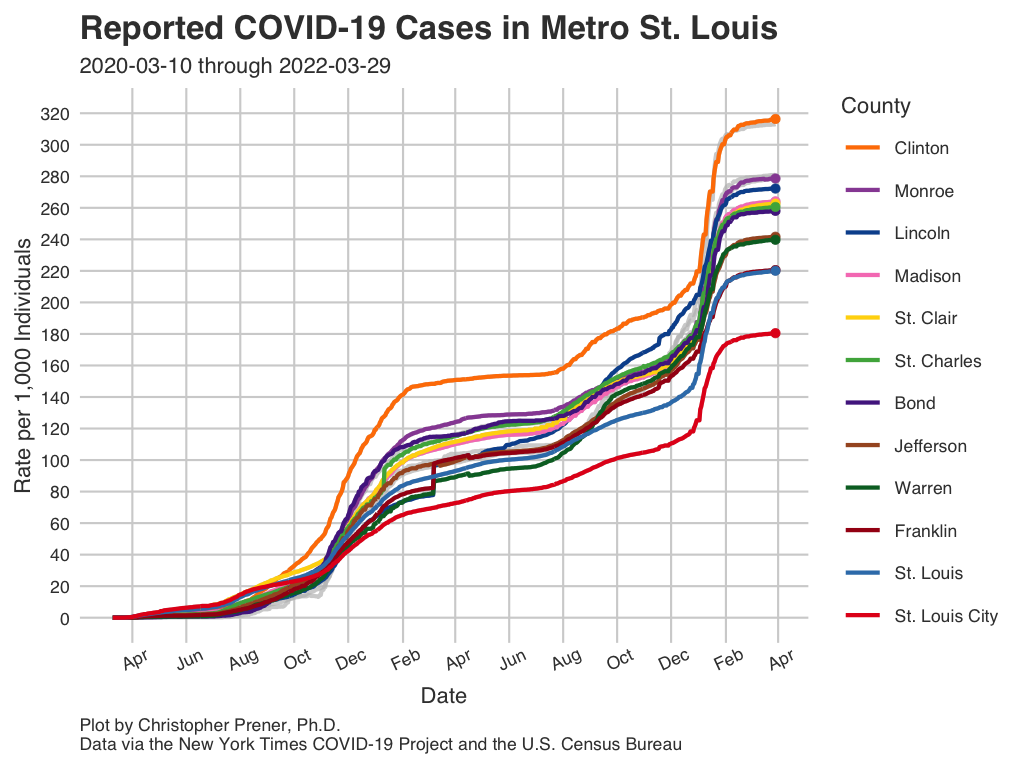 Reported COVID-19 Cases in Metro St. Louis
2020-03-10 through 2022-03-29
Rate per 1,000 Individuals
320
300
280
260
240
220
200
180
160
140
120
100
80
60
40
20
0
Apr Jun Aug Oct Dec Feb Apr Jun Aug Oct Dec Feb Apr
Date
County
Clinton
Monroe
Lincoln
Madison
St. Clair
St. Charles
Bond
Jefferson
Warren
Franklin
St. Louis
St. Louis City
Plot by Christopher Prener, Ph.D.
Data via the New York Times COVID-19 Project and the U.S. Census Bureau